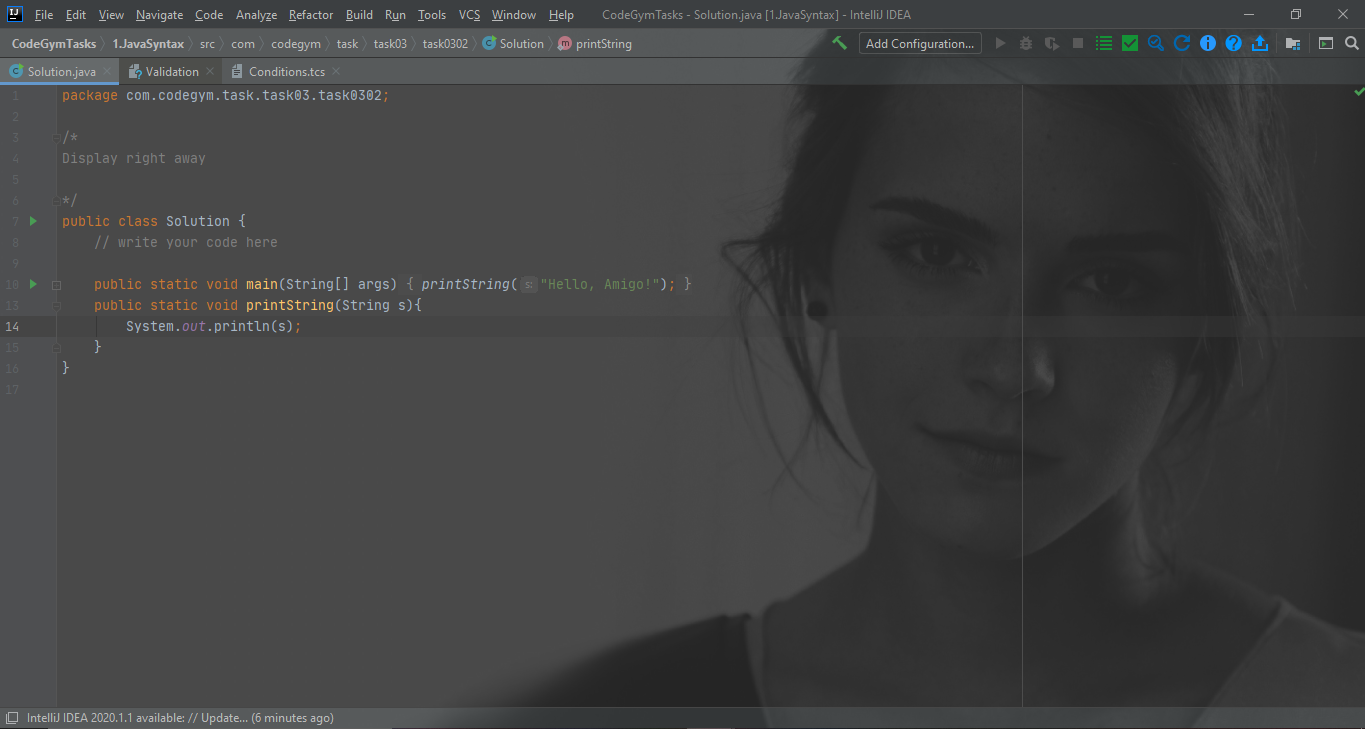 IJ File Edit View Navigate Code Analyze Refactor Build Run Tools VCS Window Help CodeGymTasks - Solution.java [1.JavaSyntax] - IntelliJ IDEA
CodeGymTasks 1.JavaSyntax src com codegym task task03 task0302 C Solution m printString Add Configuration...
C Solution.java Validation Conditions.tcs
1 package com.codegym.task.task03.task0302;
2
3 /*
4 Display right away
5
6 */
7 public class Solution {
8 // write your code here
9
10 public static void main(String[] args) { printString( s: "Hello, Amigo!"); }
13 public static void printString(String s){
14 System.out.println(s);
15 }
16 }
17
IntelliJ IDEA 2020.1.1 available: // Update... (6 minutes ago)